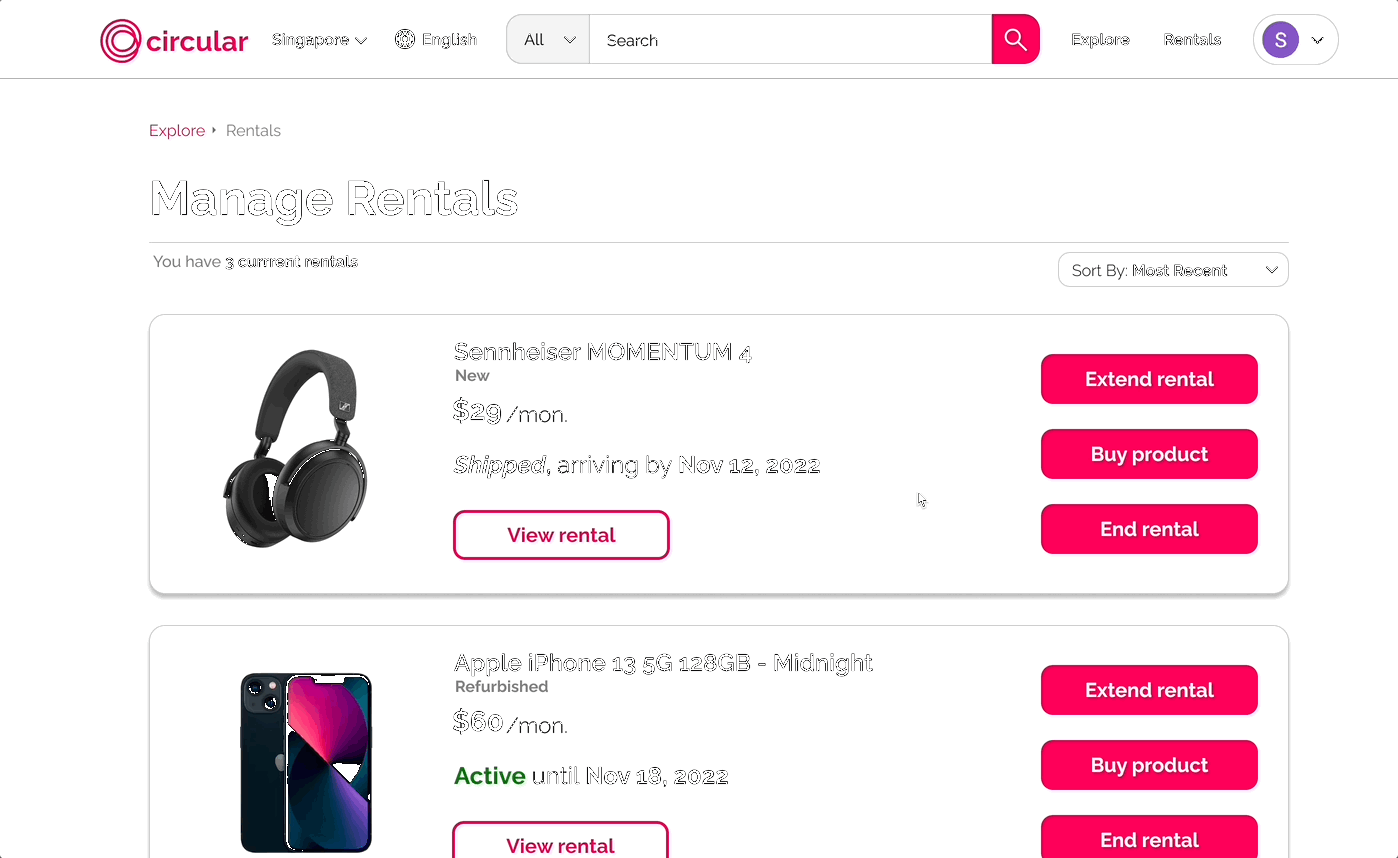 circular Singapore English All Search Explore Rentals S
Explore Rentals
Manage Rentals
You have 3 currrent rentals
Sort By: Most Recent
Sennheiser MOMENTUM 4
New
$29 /mon.
Shipped, arriving by Nov 12, 2022
View rental
Extend rental
Buy product
End rental
Apple iPhone 13 5G 128GB - Midnight
Refurbished
$60 /mon.
Active until Nov 18, 2022
View rental
Extend rental
Buy product
End rental